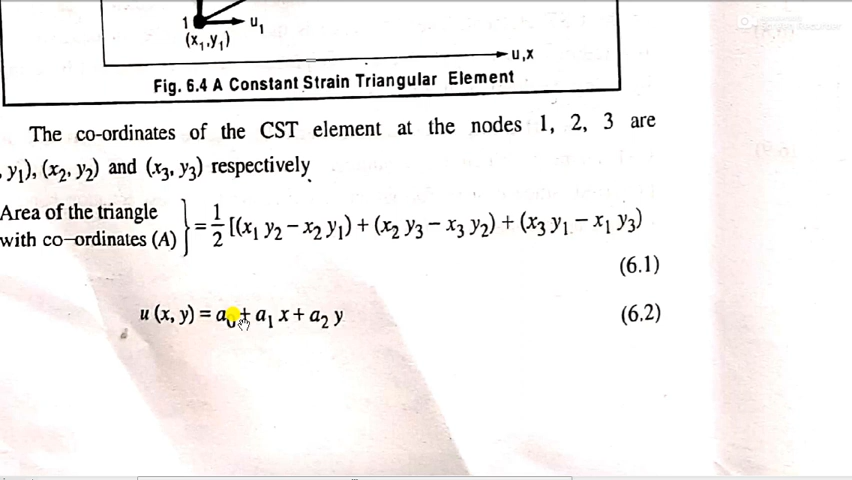 1 u₁
(x₁,y₁)
u,x
Fig. 6.4 A Constant Strain Triangular Element
The co-ordinates of the CST element at the nodes 1, 2, 3 are
, y₁), (x₂, y₂) and (x₃, y₃) respectively
Area of the triangle
with co–ordinates (A) } = 1/2 [(x₁ y₂ – x₂ y₁) + (x₂ y₃ – x₃ y₂) + (x₃ y₁ – x₁ y₃)
(6.1)
u (x, y) = a₀ + a₁ x + a₂ y (6.2)